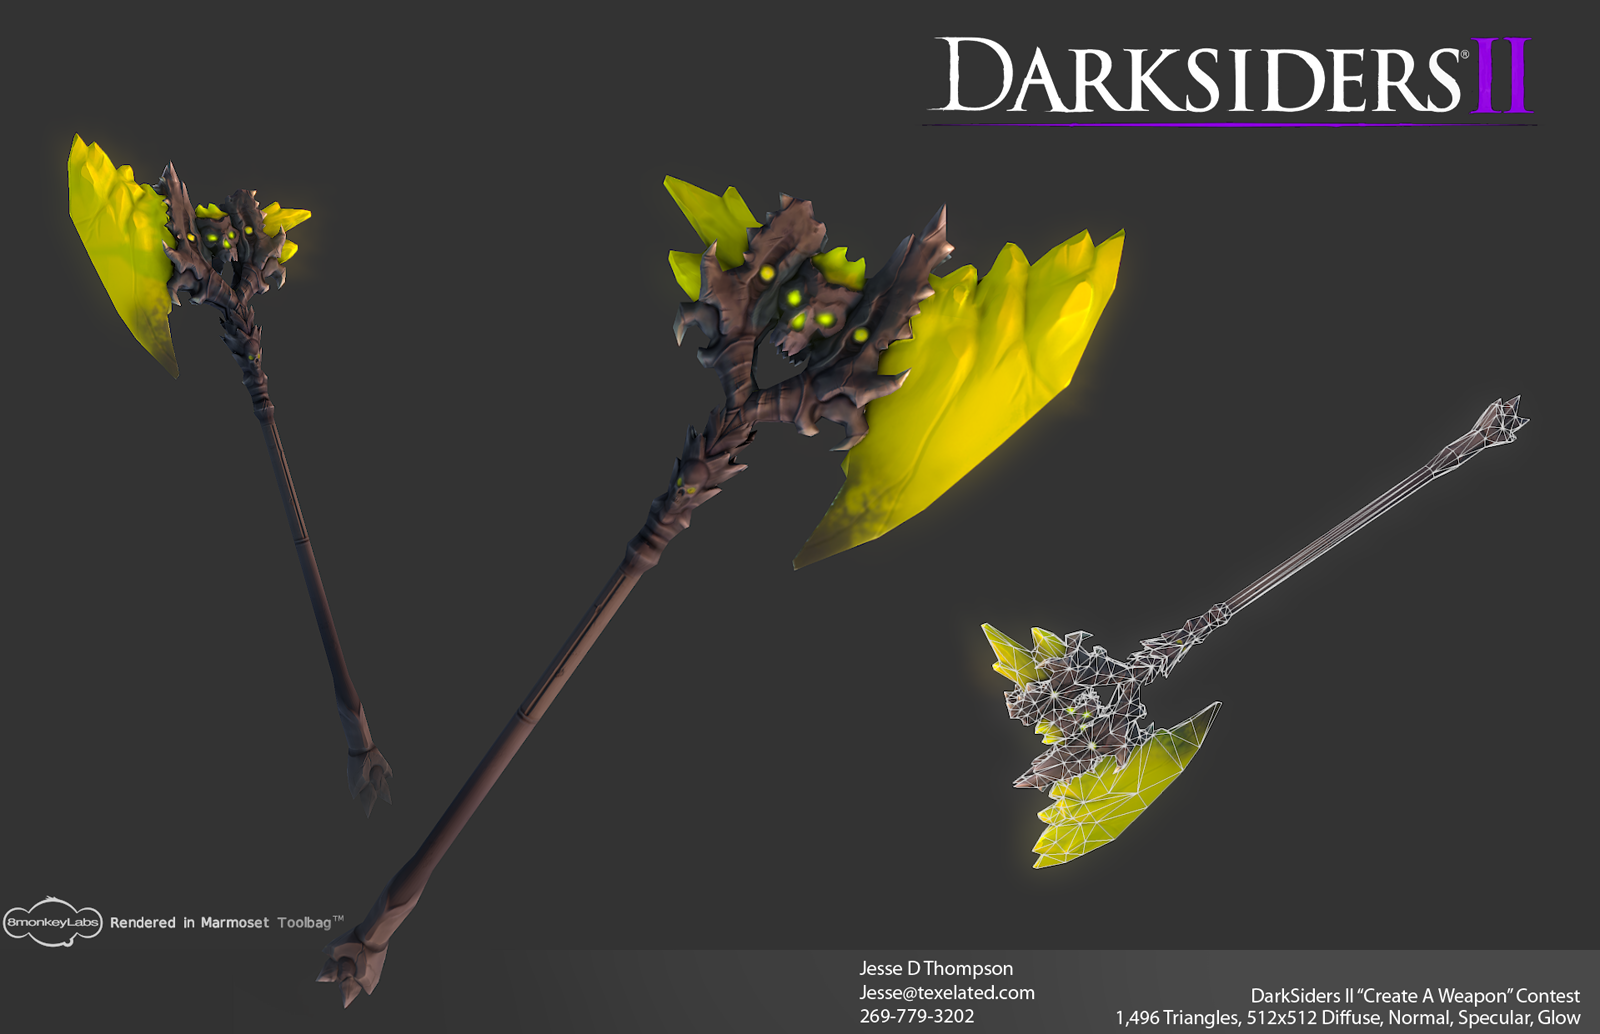 DARKSIDERS® II
8monkeyLabs Rendered in Marmoset Toolbag™
Jesse D Thompson
Jesse@texelated.com
269-779-3202
DarkSiders II “Create A Weapon” Contest
1,496 Triangles, 512x512 Diffuse, Normal, Specular, Glow